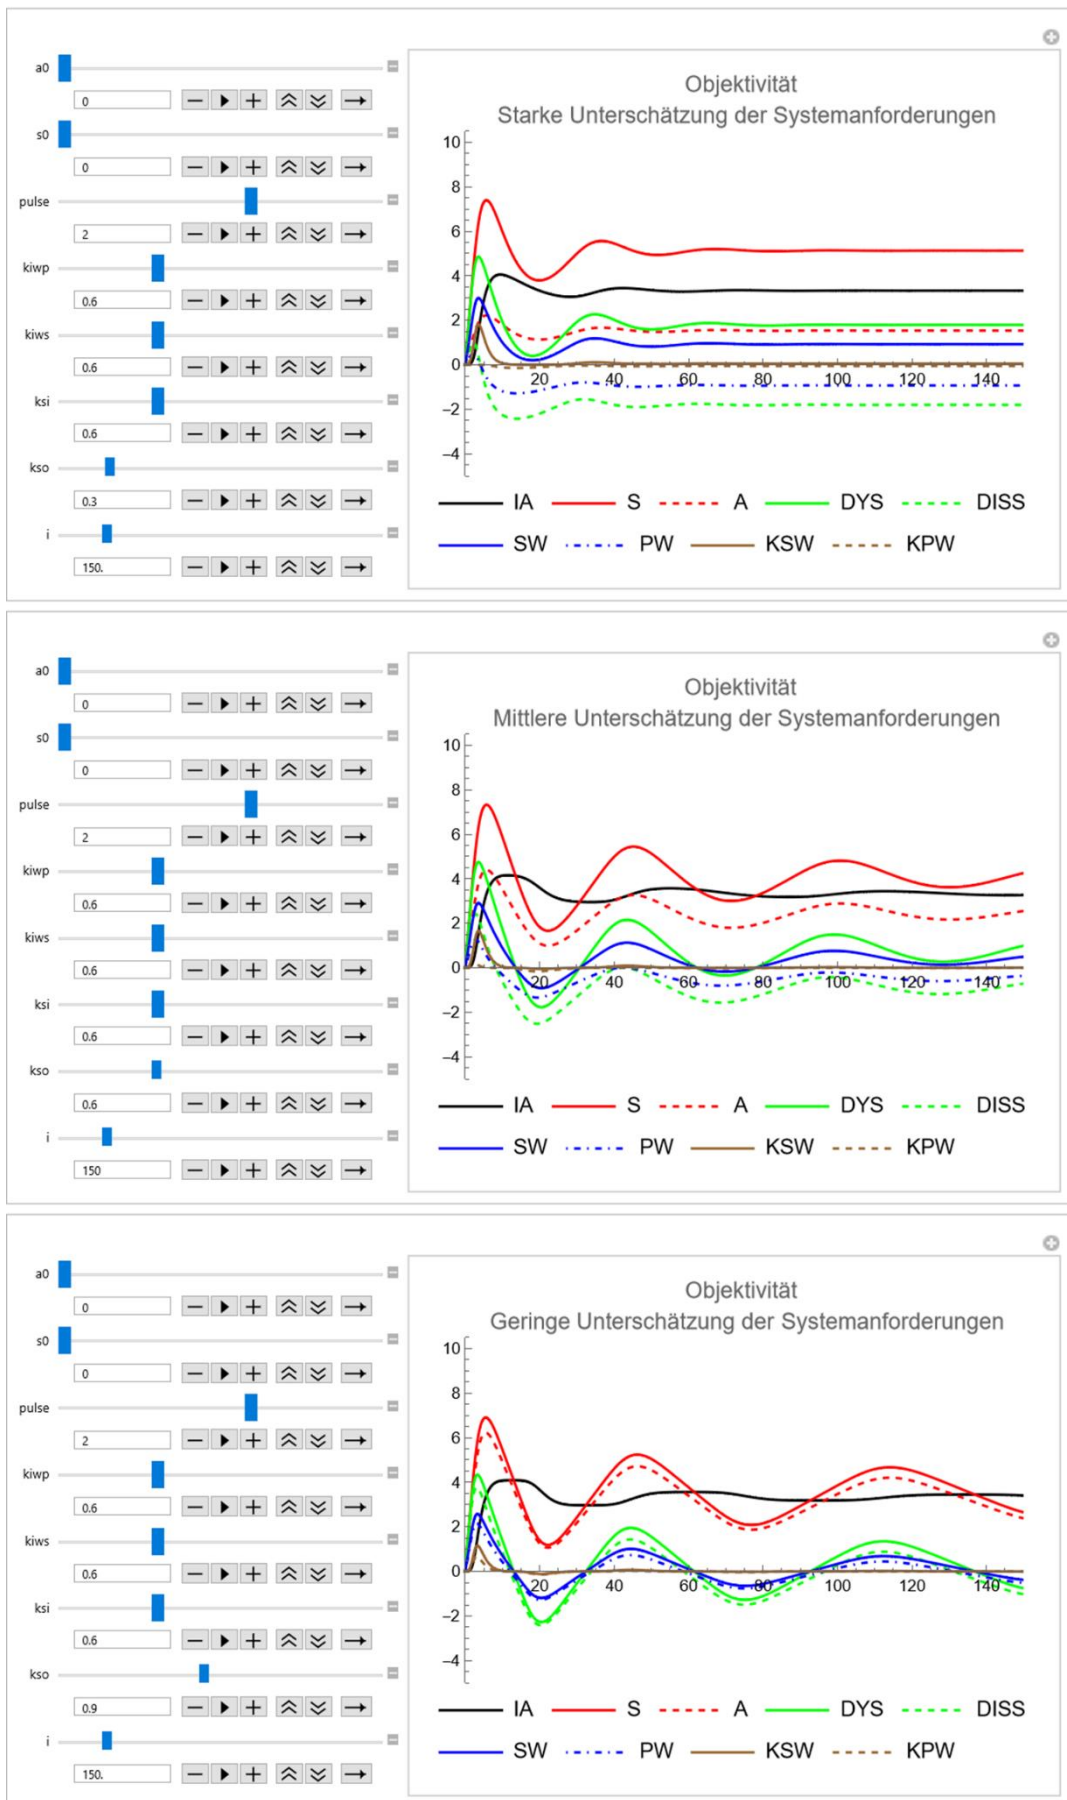 a0
0
s0
0
pulse
2
kiwp
0.6
kiws
0.6
ksi
0.6
kso
0.3
i
150.
Objektivität
Starke Unterschätzung der Systemanforderungen
10
8
6
4
2
0
−2
−4
20 40 60 80 100 120 140
IA S A DYS DISS
SW PW KSW KPW
a0
0
s0
0
pulse
2
kiwp
0.6
kiws
0.6
ksi
0.6
kso
0.6
i
150
Objektivität
Mittlere Unterschätzung der Systemanforderungen
10
8
6
4
2
0
−2
−4
20 40 60 80 100 120 140
IA S A DYS DISS
SW PW KSW KPW
a0
0
s0
0
pulse
2
kiwp
0.6
kiws
0.6
ksi
0.6
kso
0.9
i
150.
Objektivität
Geringe Unterschätzung der Systemanforderungen
10
8
6
4
2
0
−2
−4
20 40 60 80 100 120 140
IA S A DYS DISS
SW PW KSW KPW